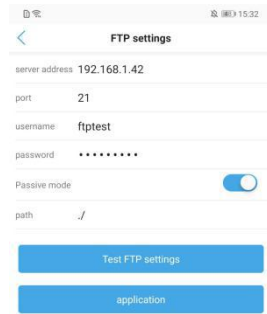 15:32
FTP settings
server address 192.168.1.42
port 21
username ftptest
password •••••••••
Passive mode
path ./
Test FTP settings
application